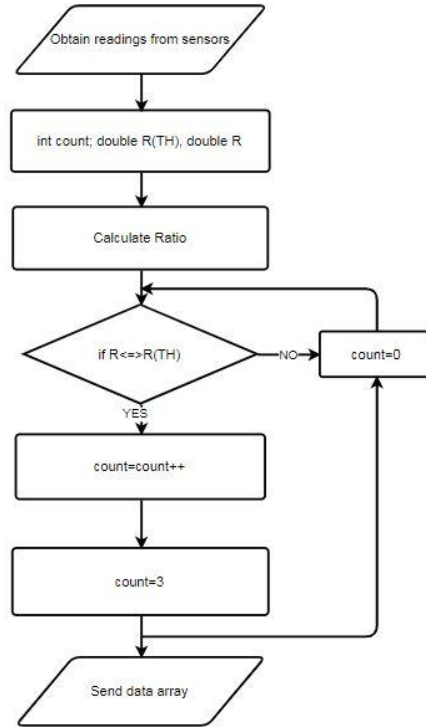 Obtain readings from sensors
int count; double R(TH), double R
Calculate Ratio
if R<=>R(TH)
NO
count=0
YES
count=count++
count=3
Send data array